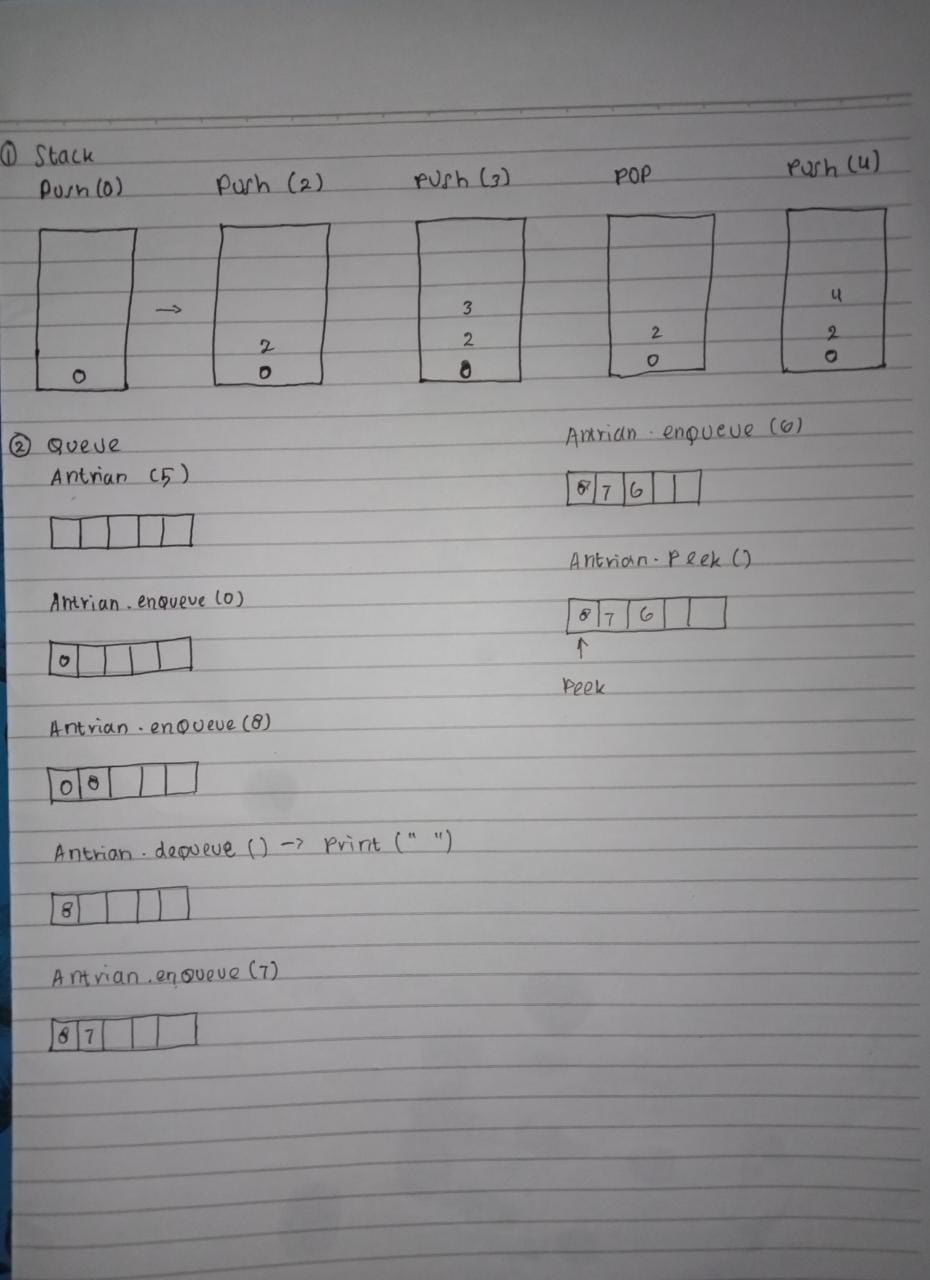 ① Stack
Push (0) Push (2) PUSh (3) POP Push (4)
→
3 4
2 2 2 2
0 0 0 0 0
② Queue
Antrian (5)
Antrian . enqueue (0)
0
Antrian . enqueue (8)
0 8
Antrian . dequeue () -> print (" ")
8
Antrian . enqueue (7)
8 7
Antrian . enqueue (6)
8 7 6
Antrian . Peek ()
8 7 6
↑
Peek